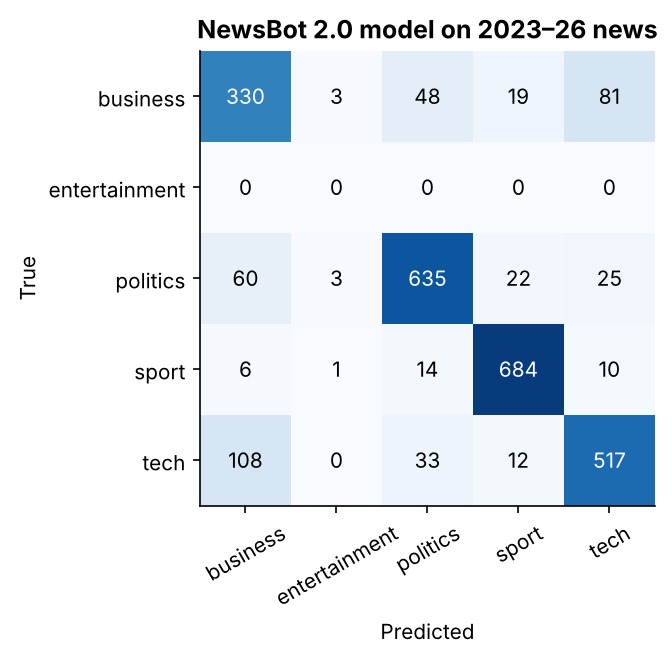 NewsBot 2.0 model on 2023–26 news
business 330 3 48 19 81
entertainment 0 0 0 0 0
politics 60 3 635 22 25
sport 6 1 14 684 10
tech 108 0 33 12 517
True
business entertainment politics sport tech
Predicted